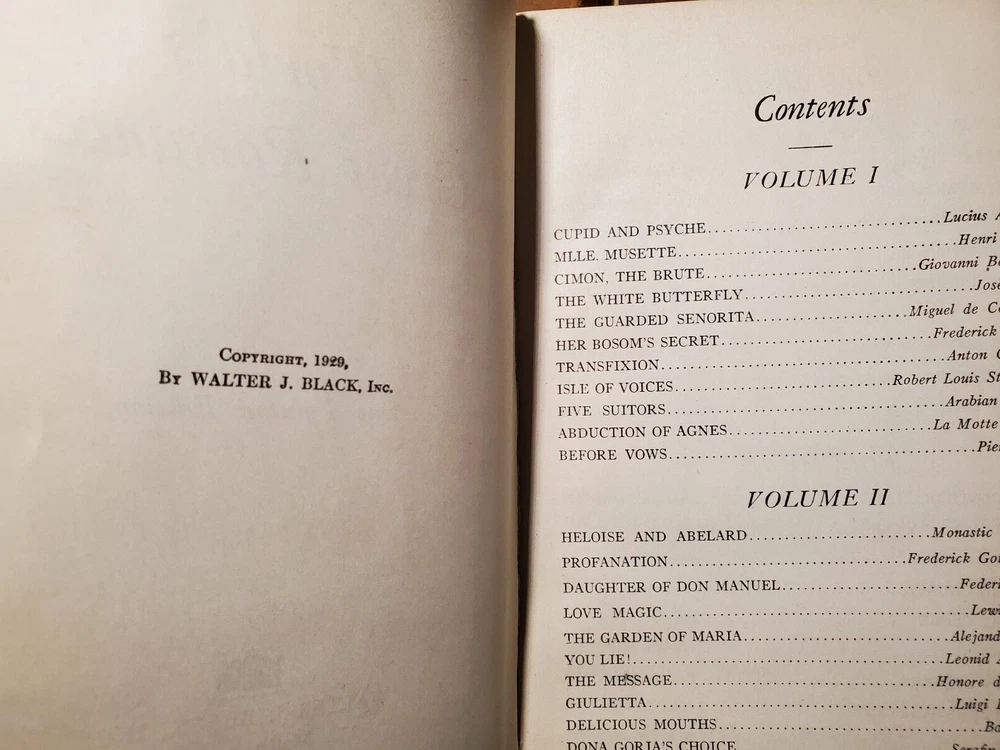 COPYRIGHT, 1929,
BY WALTER J. BLACK, INC.
Contents
VOLUME I
CUPID AND PSYCHE Lucius
MLLE. MUSETTE Henri
CIMON, THE BRUTE Giovanni
THE WHITE BUTTERFLY
THE GUARDED SENORITA Miguel de
HER BOSOM'S SECRET Frederick
TRANSFIXION Anton
ISLE OF VOICES Robert Louis
FIVE SUITORS Arabian
ABDUCTION OF AGNES La Motte
BEFORE VOWS
VOLUME II
HELOISE AND ABELARD Monastic
PROFANATION Frederick
DAUGHTER OF DON MANUEL
LOVE MAGIC
THE GARDEN OF MARIA
YOU LIE! Leonid
THE MESSAGE Honore
GIULIETTA Luigi
DELICIOUS MOUTHS
DONA GORJA'S CHOICE